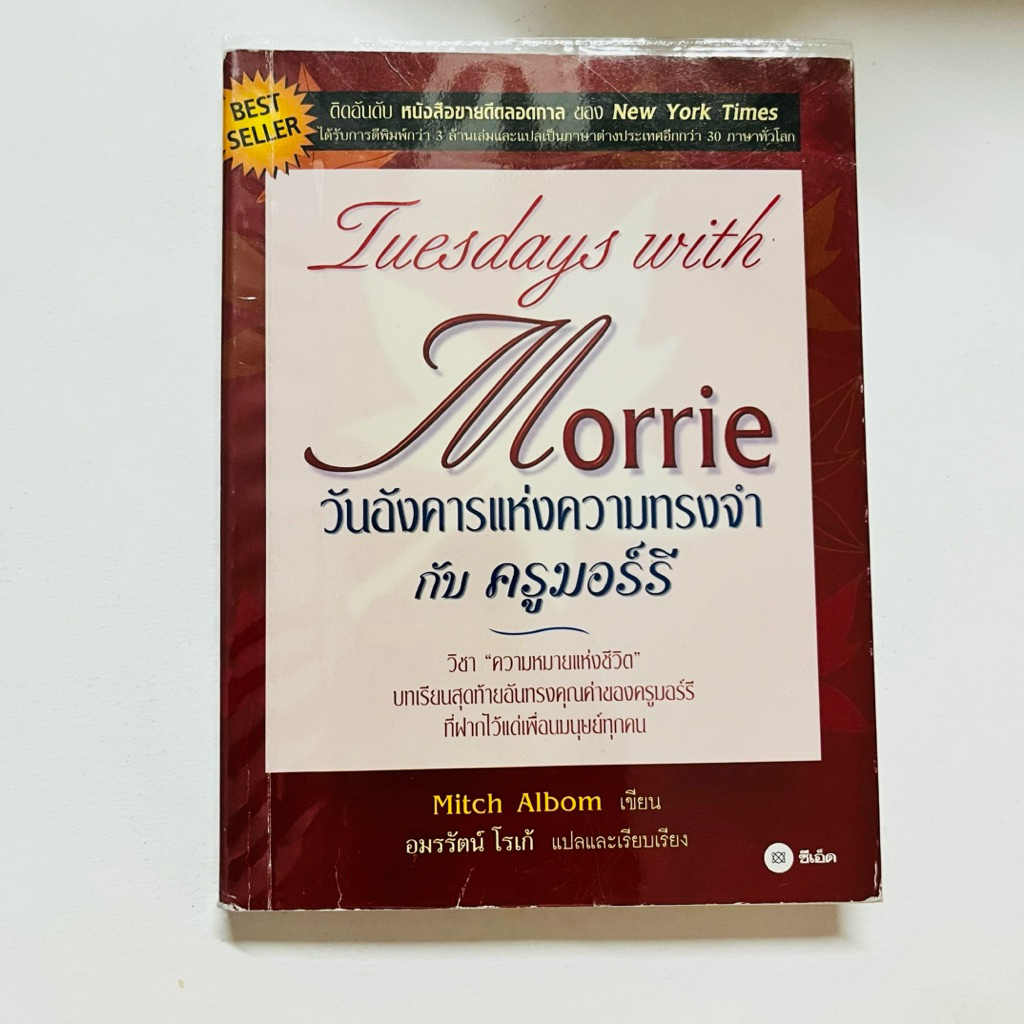 BEST
SELLER
ติดอันดับ หนังสือขายดีตลอดกาล ของ New York Times
ได้รับการตีพิมพ์กว่า 3 ล้านเล่มและแปลเป็นภาษาต่างประเทศอีกกว่า 30 ภาษาทั่วโลก
Tuesdays with
Morrie
วันอังคารแห่งความทรงจำ
กับ ครูมอร์รี
วิชา “ความหมายแห่งชีวิต”
บทเรียนสุดท้ายอันทรงคุณค่าของครูมอร์รี
ที่ฝากไว้แด่เพื่อนมนุษย์ทุกคน
Mitch Albom เขียน
อมรรัตน์ โรเก้ แปลและเรียบเรียง
ซีเอ็ด